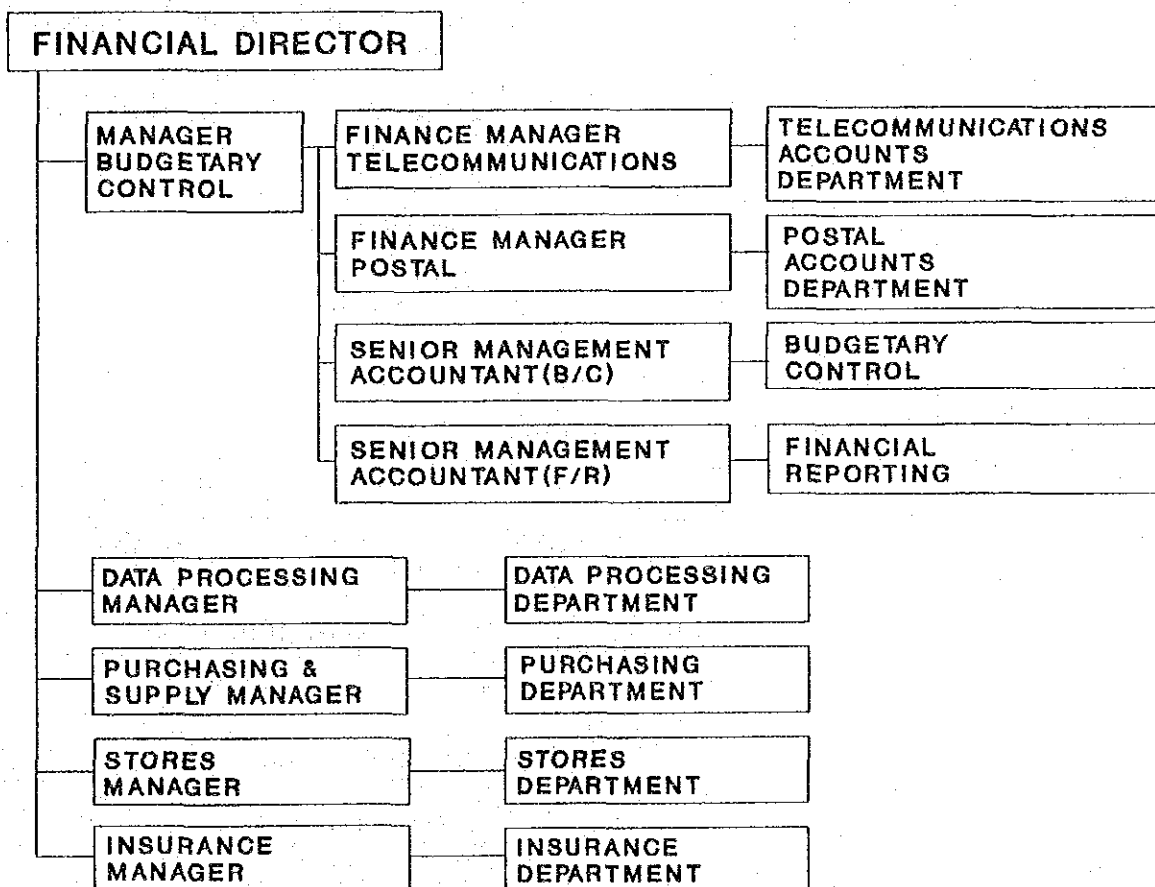 FINANCIAL DIRECTOR
MANAGER
BUDGETARY
CONTROL
FINANCE MANAGER
TELECOMMUNICATIONS
TELECOMMUNICATIONS
ACCOUNTS
DEPARTMENT
FINANCE MANAGER
POSTAL
POSTAL
ACCOUNTS
DEPARTMENT
SENIOR MANAGEMENT
ACCOUNTANT(B/C)
BUDGETARY
CONTROL
SENIOR MANAGEMENT
ACCOUNTANT(F/R)
FINANCIAL
REPORTING
DATA PROCESSING
MANAGER
DATA PROCESSING
DEPARTMENT
PURCHASING &
SUPPLY MANAGER
PURCHASING
DEPARTMENT
STORES
MANAGER
STORES
DEPARTMENT
INSURANCE
MANAGER
INSURANCE
DEPARTMENT